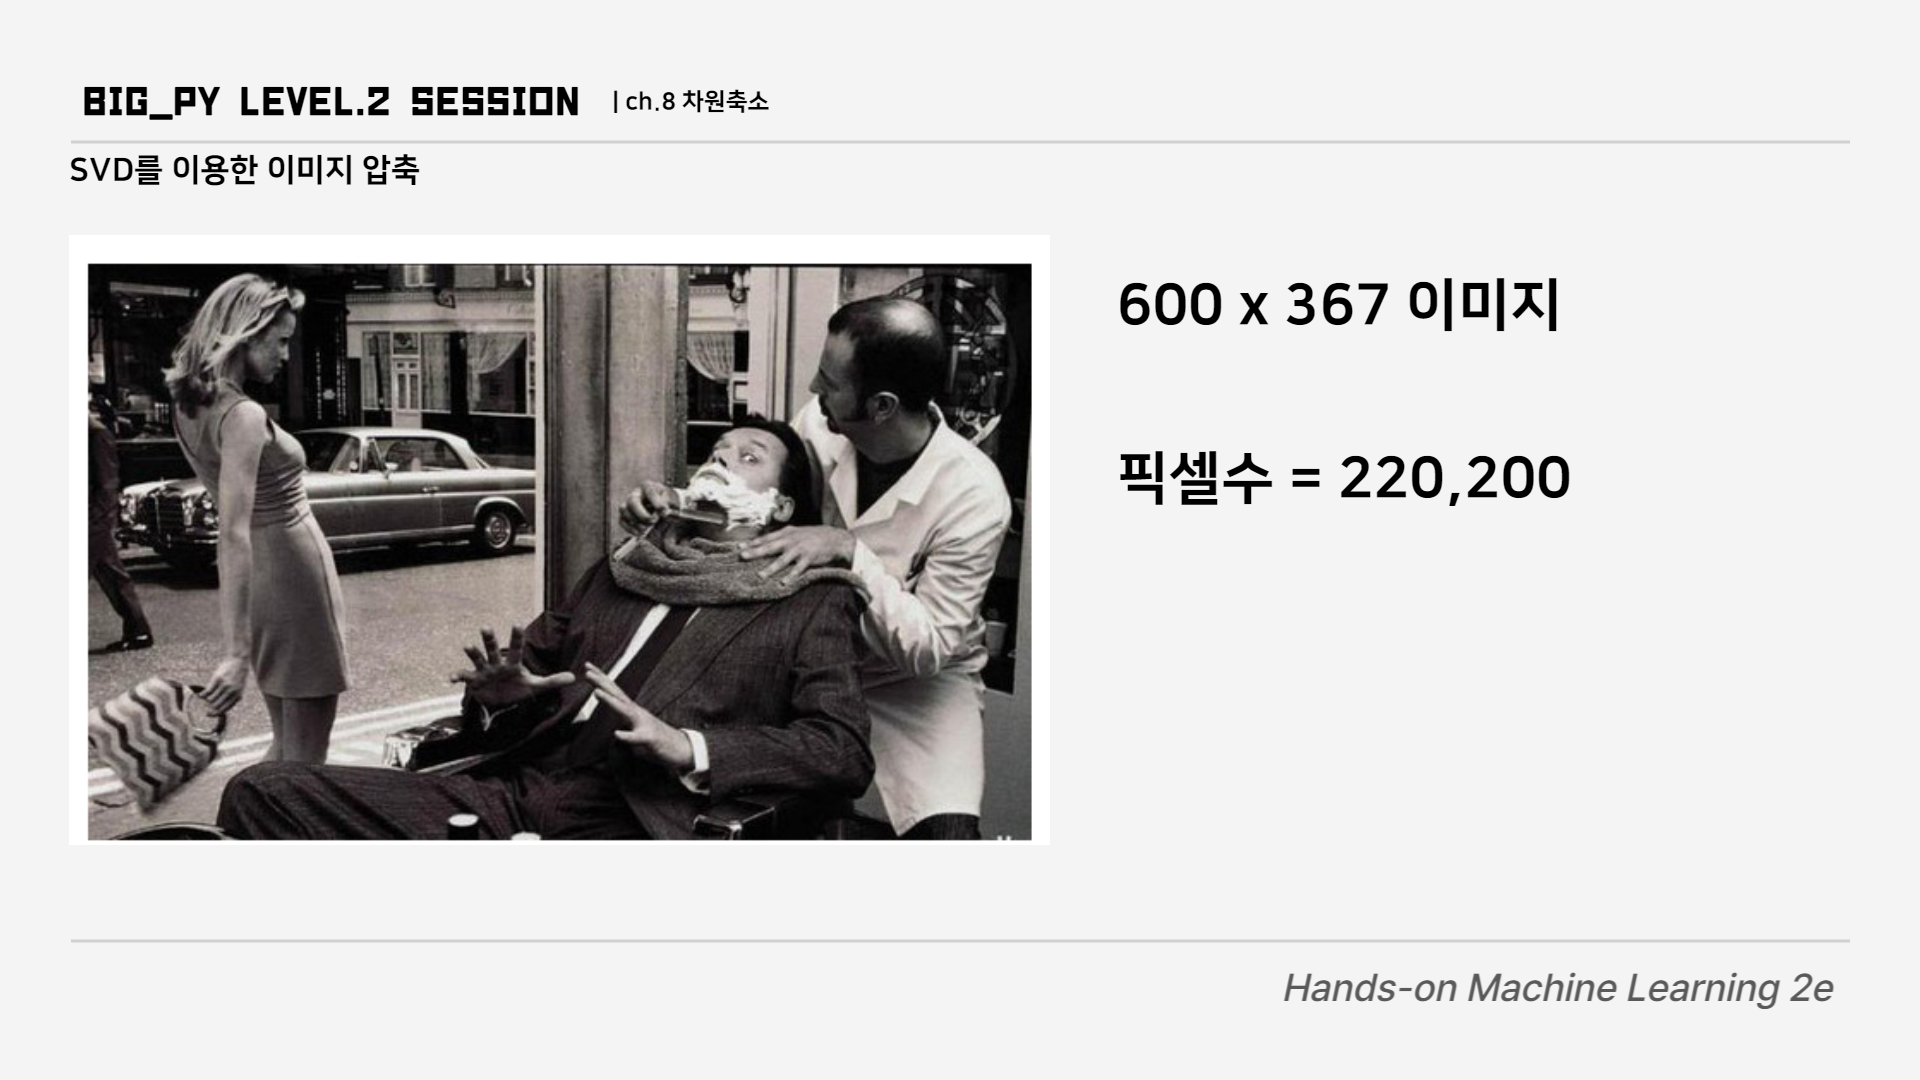 BIG_PY LEVEL.2 SESSION | ch.8 차원축소
SVD를 이용한 이미지 압축
600 x 367 이미지
픽셀수 = 220,200
Hands-on Machine Learning 2e